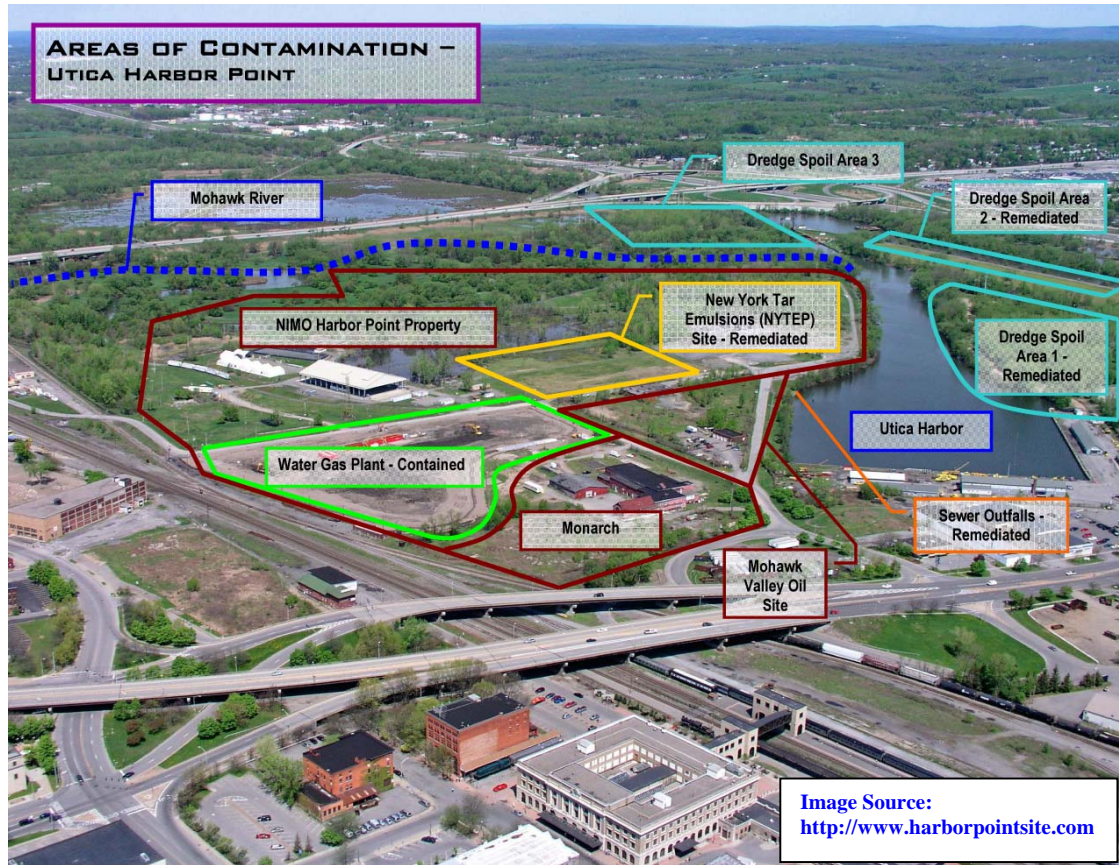 AREAS OF CONTAMINATION –
UTICA HARBOR POINT
Dredge Spoil Area 3
Mohawk River
Dredge Spoil Area
2 - Remediated
New York Tar
Emulsions (NYTEP)
Site - Remediated
NIMO Harbor Point Property
Dredge Spoil
Area 1 -
Remediated
Utica Harbor
Water Gas Plant - Contained
Sewer Outfalls -
Remediated
Monarch
Mohawk
Valley Oil
Site
Image Source:
http://www.harborpointsite.com